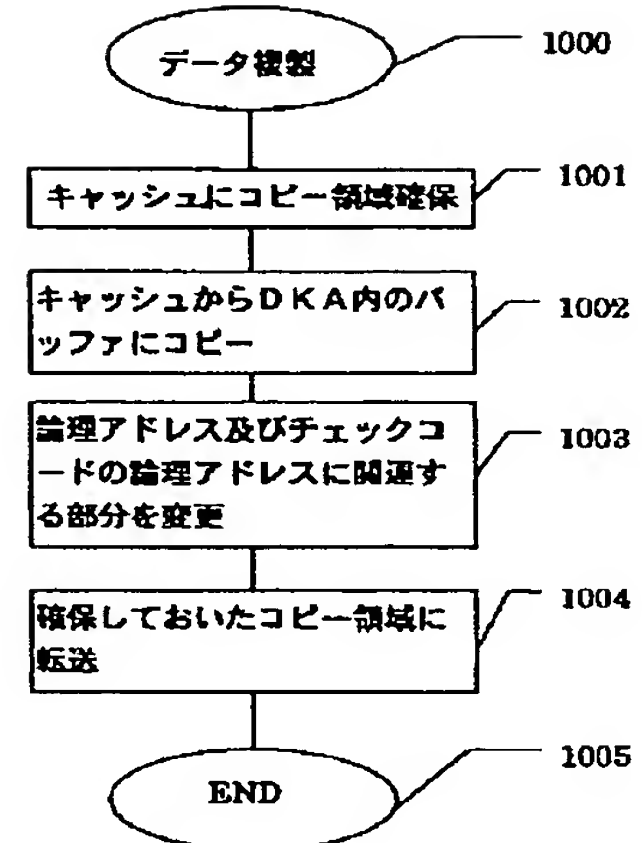 データ複製
1000
キャッシュにコピー領域確保
1001
キャッシュからDKA内のバ
ッファにコピー
1002
論理アドレス及びチェックコ
ードの論理アドレスに関連す
る部分を変更
1003
確保しておいたコピー領域に
転送
1004
END
1005